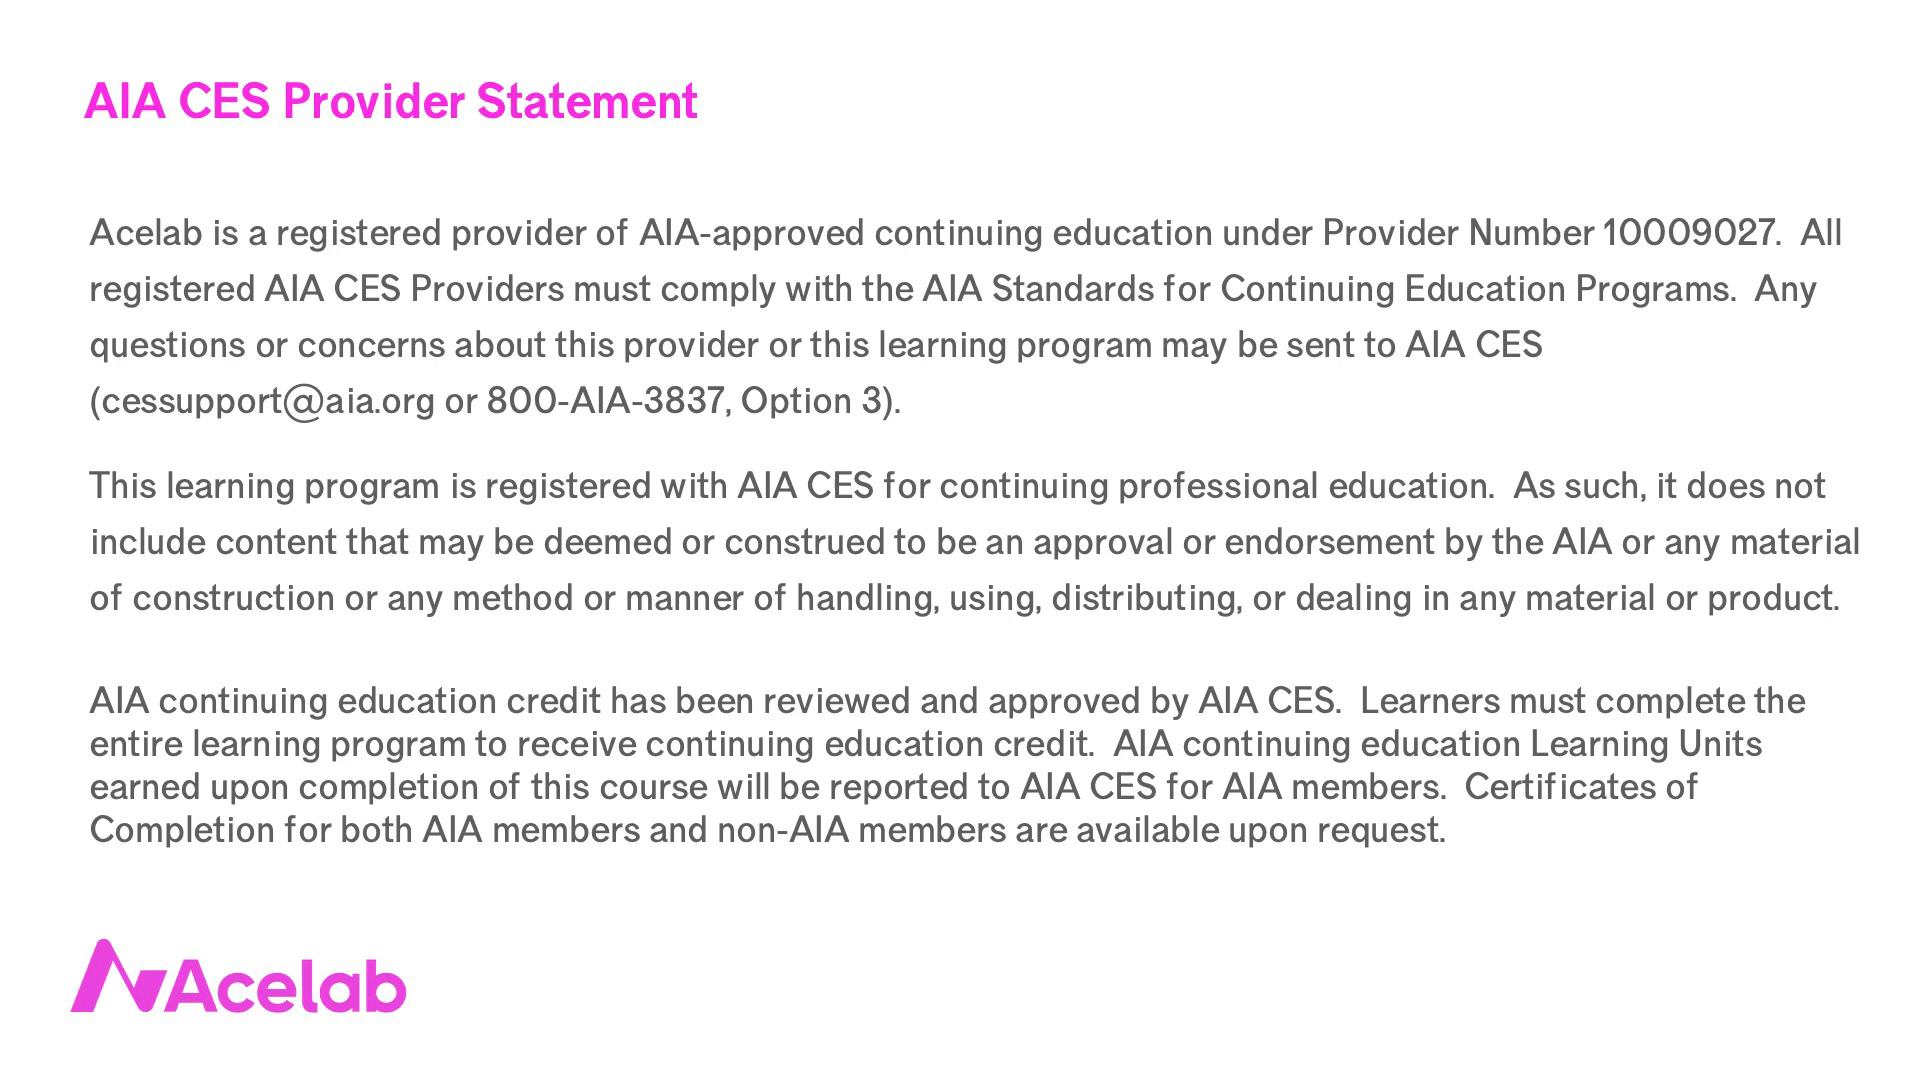 AIA CES Provider Statement
Acelab is a registered provider of AIA-approved continuing education under Provider Number 10009027.  All
registered AIA CES Providers must comply with the AIA Standards for Continuing Education Programs.  Any
questions or concerns about this provider or this learning program may be sent to AIA CES
(cessupport@aia.org or 800-AIA-3837, Option 3).
This learning program is registered with AIA CES for continuing professional education.  As such, it does not
include content that may be deemed or construed to be an approval or endorsement by the AIA or any material
of construction or any method or manner of handling, using, distributing, or dealing in any material or product.
AIA continuing education credit has been reviewed and approved by AIA CES.  Learners must complete the
entire learning program to receive continuing education credit.  AIA continuing education Learning Units
earned upon completion of this course will be reported to AIA CES for AIA members.  Certificates of
Completion for both AIA members and non-AIA members are available upon request.
Acelab